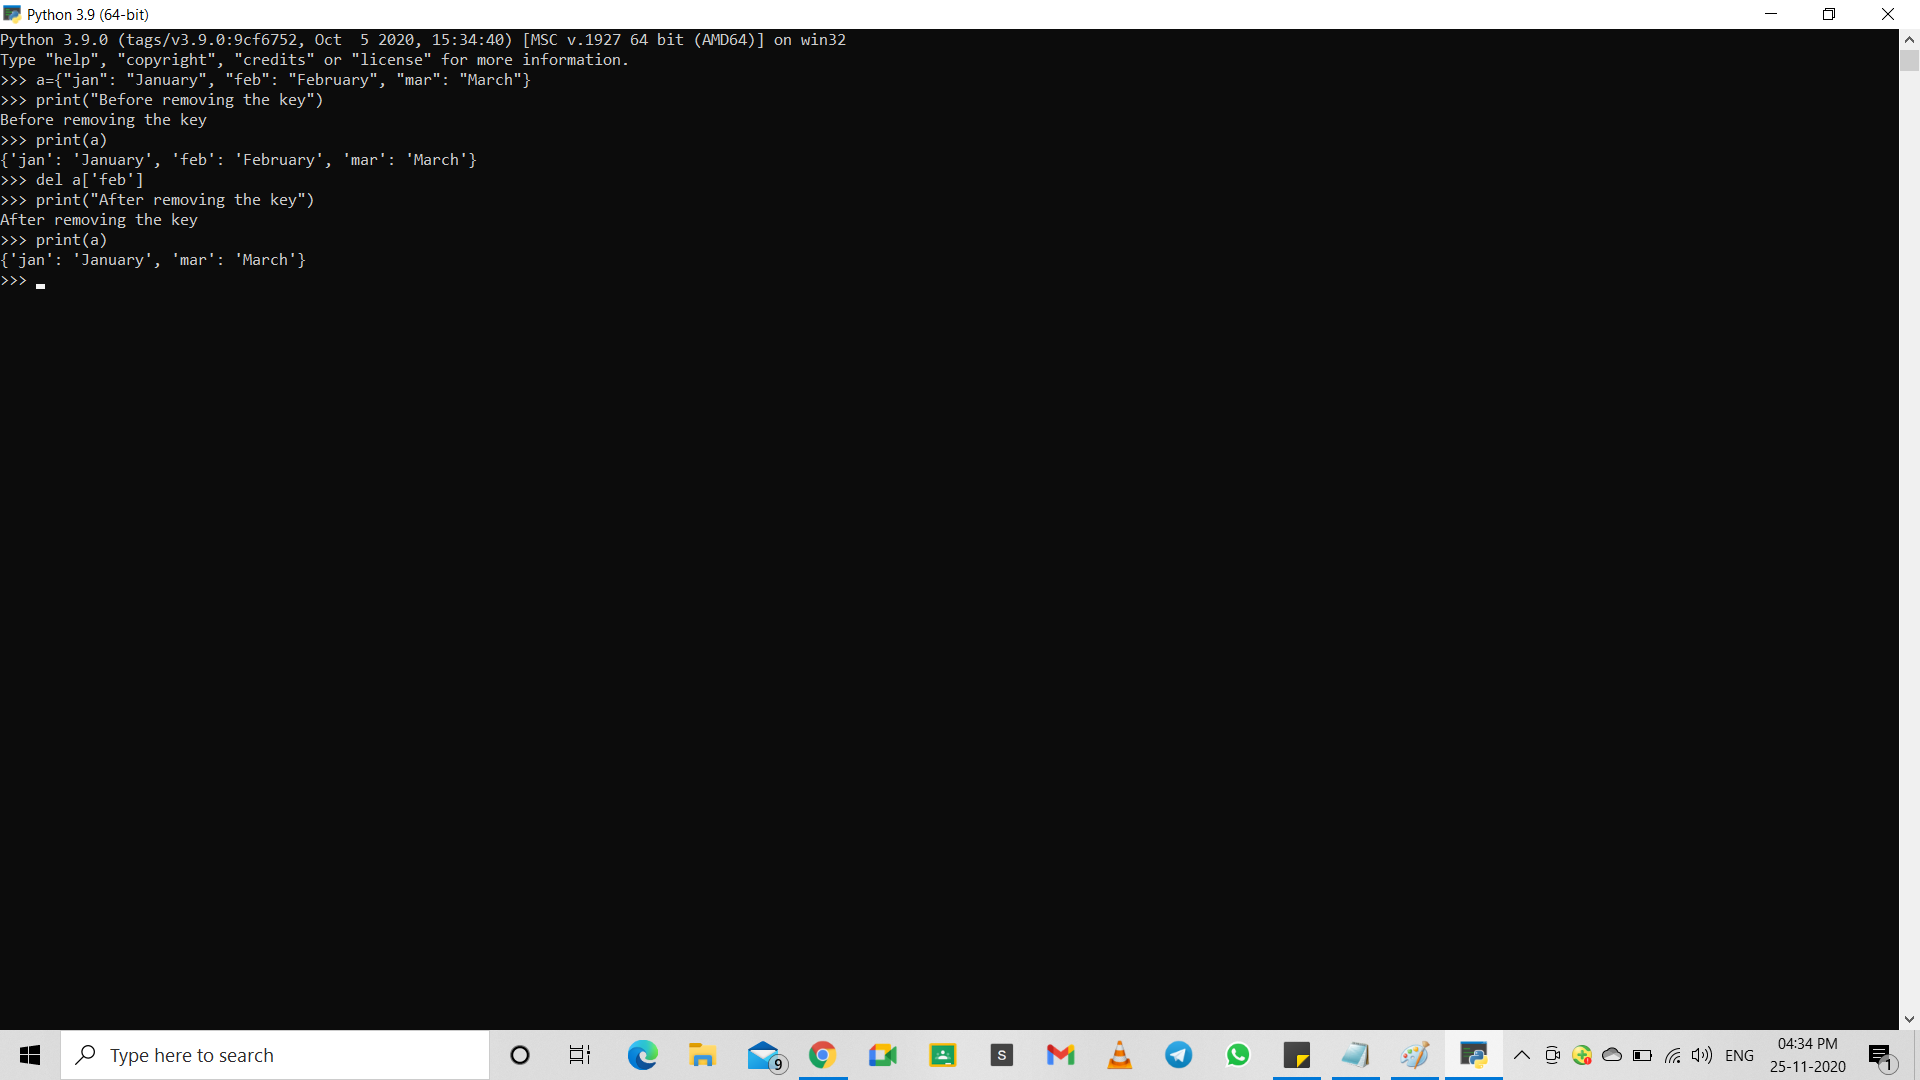 Python 3.9 (64-bit)
Python 3.9.0 (tags/v3.9.0:9cf6752, Oct  5 2020, 15:34:40) [MSC v.1927 64 bit (AMD64)] on win32
Type "help", "copyright", "credits" or "license" for more information.
>>> a={"jan": "January", "feb": "February", "mar": "March"}
>>> print("Before removing the key")
Before removing the key
>>> print(a)
{'jan': 'January', 'feb': 'February', 'mar': 'March'}
>>> del a['feb']
>>> print("After removing the key")
After removing the key
>>> print(a)
{'jan': 'January', 'mar': 'March'}
>>>
Type here to search
9
S
ENG
04:34 PM
25-11-2020
1